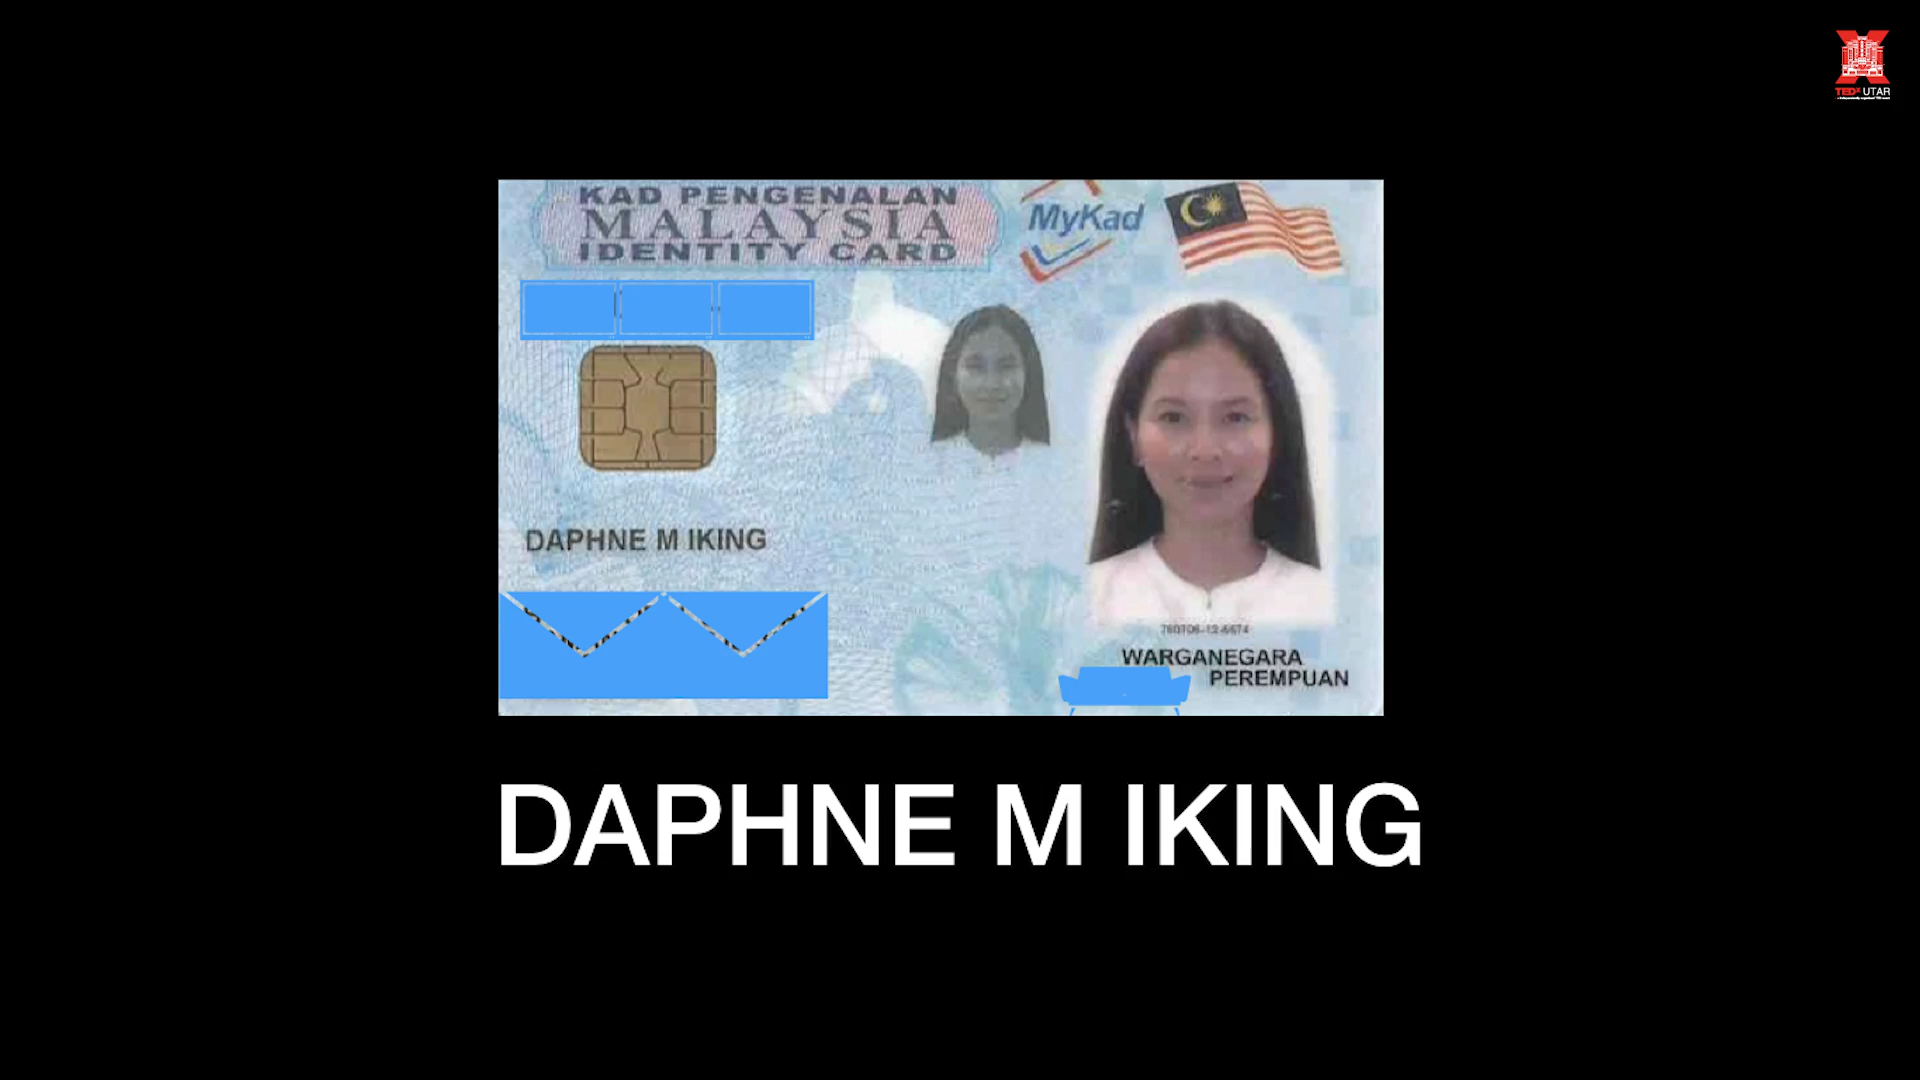 KAD PENGENALAN
MALAYSIA
IDENTITY CARD
MyKad
DAPHNE M IKING
WARGANEGARA
PEREMPUAN
DAPHNE M IKING
TEDx UTAR